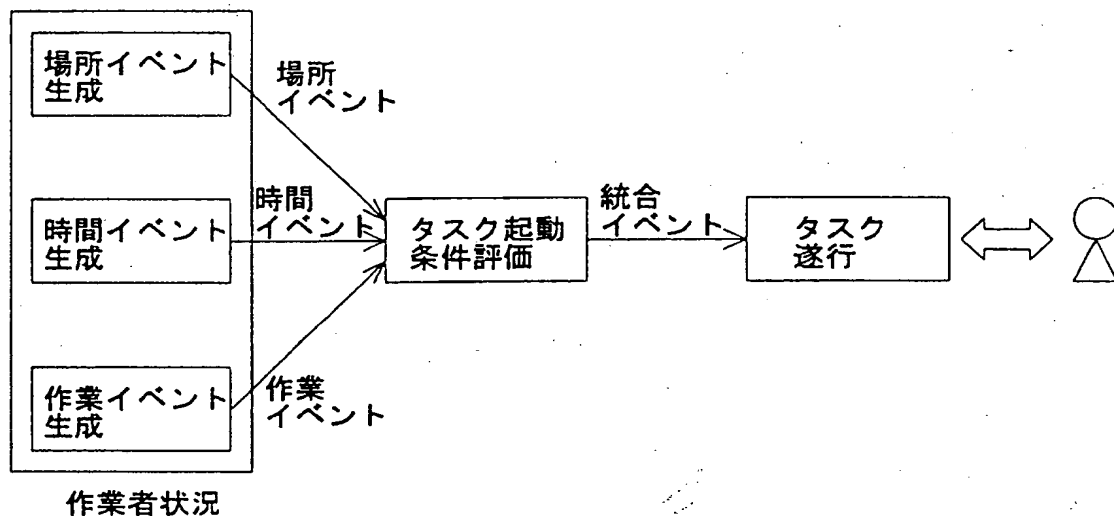 場所イベント
生成
場所
イベント
時間イベント
生成
時間
イベント
タスク起動
条件評価
統合
イベント
タスク
遂行
作業イベント
生成
作業
イベント
作業者状況